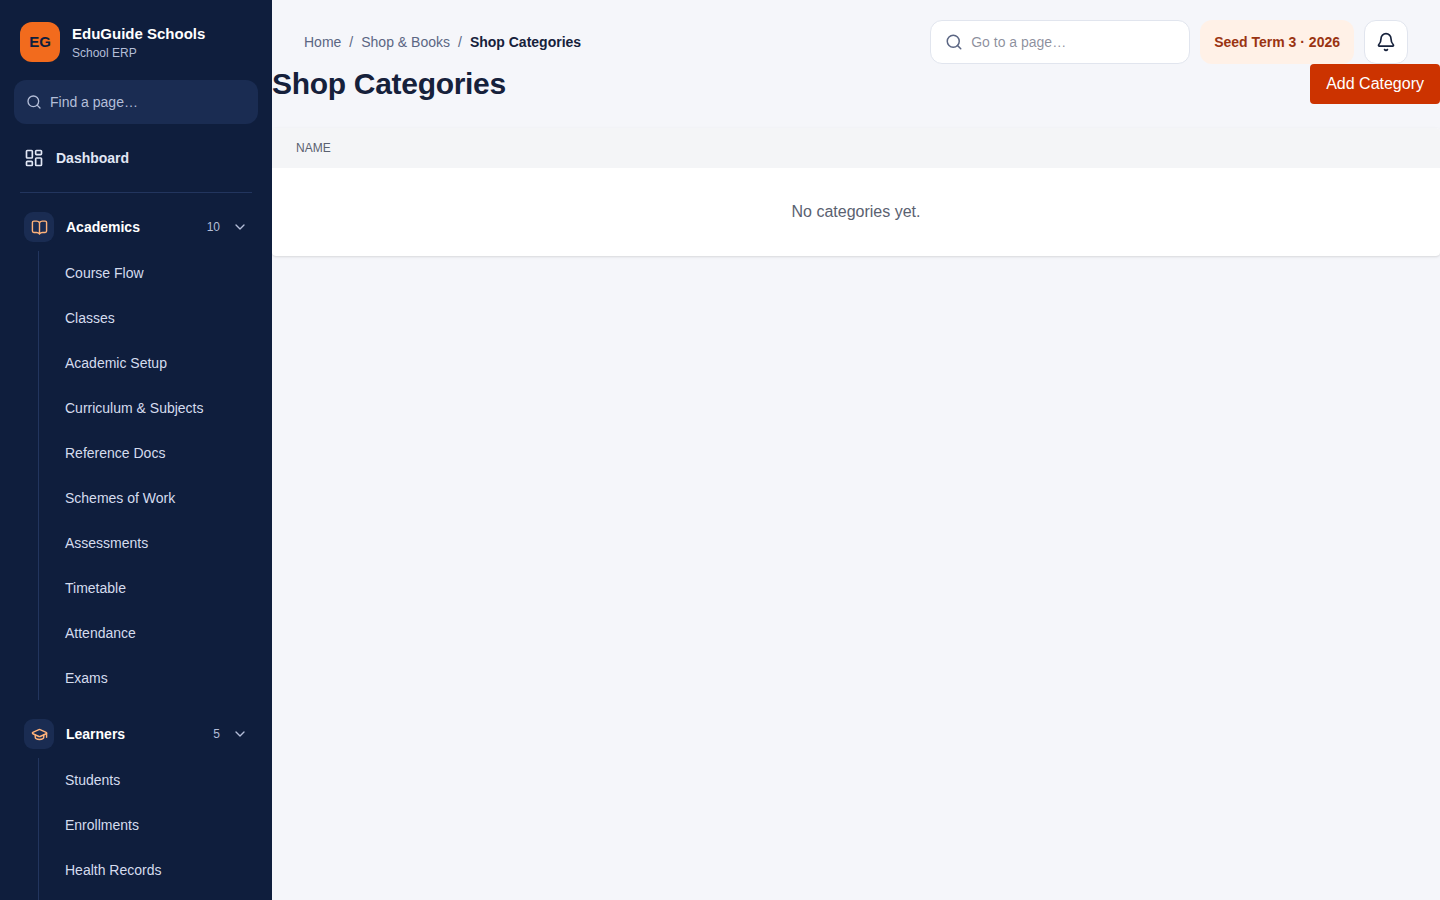 EG
EduGuide Schools
School ERP
Find a page…
Dashboard
Academics 10
Course Flow
Classes
Academic Setup
Curriculum & Subjects
Reference Docs
Schemes of Work
Assessments
Timetable
Attendance
Exams
Learners 5
Students
Enrollments
Health Records
Home / Shop & Books / Shop Categories
Go to a page…
Seed Term 3 · 2026
Shop Categories
Add Category
NAME
No categories yet.